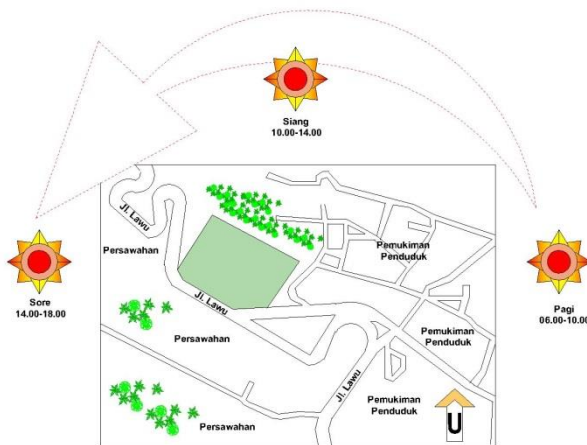 Siang
10.00-14.00
Jl. Lawu
Persawahan
Pemukiman
Penduduk
Sore
14.00-18.00
Pagi
06.00-10.00
Jl. Lawu
Persawahan
Pemukiman
Penduduk
Jl. Lawu
Pemukiman
Penduduk
Persawahan
U